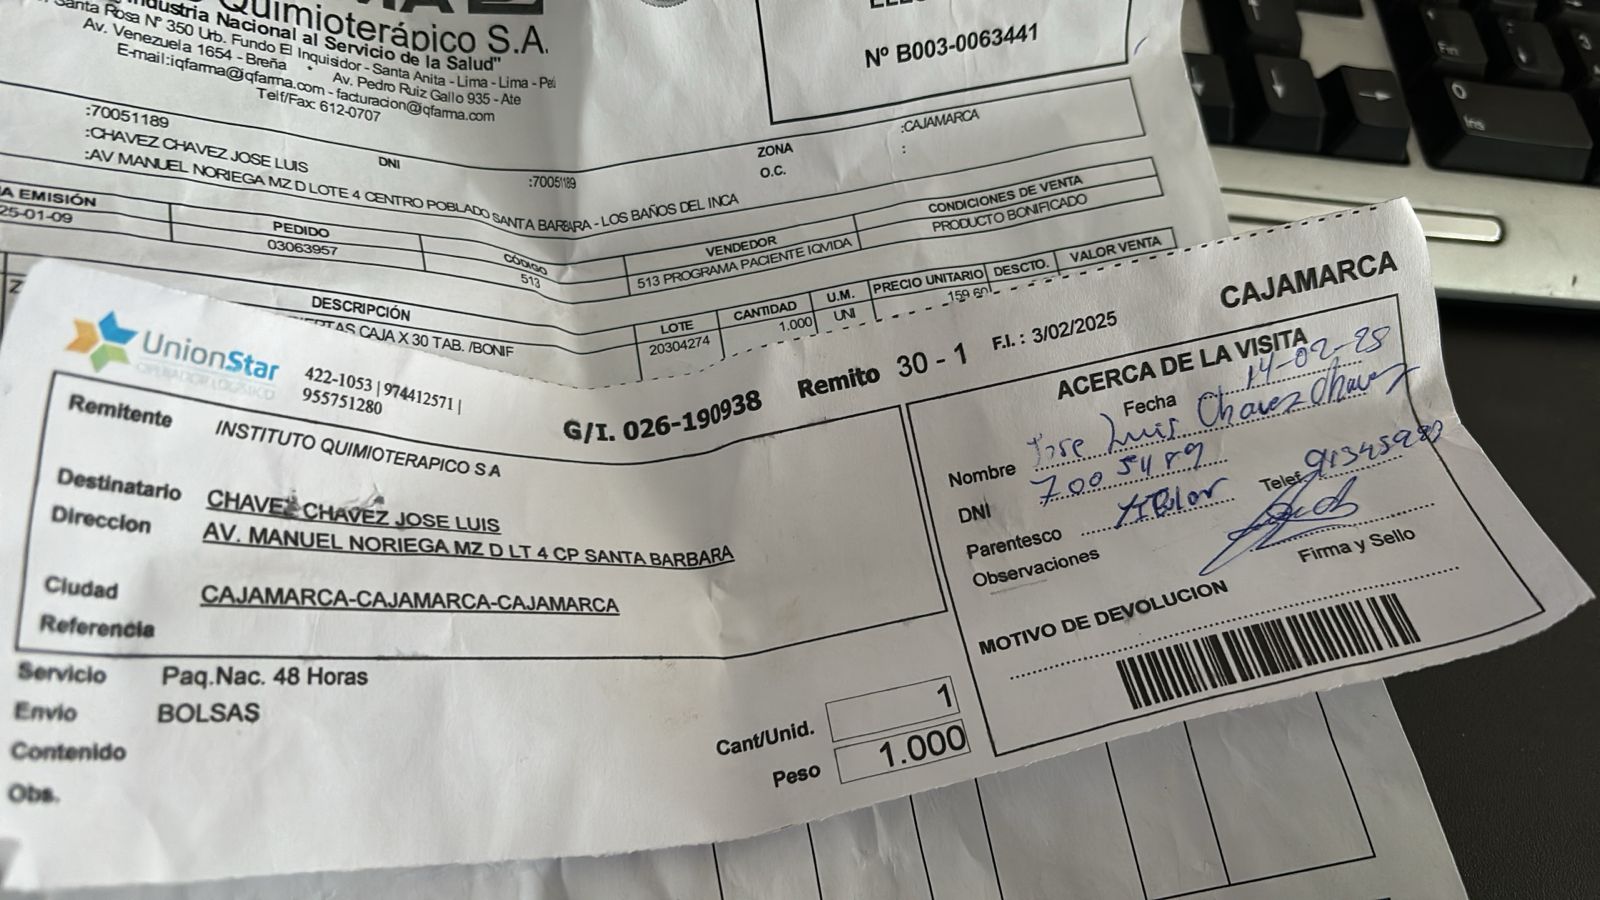 Quimioterápico S.A.
Industria Nacional al Servicio de la Salud"
Santa Rosa Nº 350 Urb. Fundo El Inquisidor - Santa Anita - Lima - Lima - Perú
Av. Venezuela 1654 - Breña * Av. Pedro Ruiz Gallo 935 - Ate
E-mail:iqfarma@iqfarma.com - facturacion@iqfarma.com
Telf/Fax: 612-0707
Nº B003-0063441
:70051189 DNI :70051189 ZONA :CAJAMARCA
:CHAVEZ CHAVEZ JOSE LUIS O.C. :
:AV MANUEL NORIEGA MZ D LOTE 4 CENTRO POBLADO SANTA BARBARA - LOS BAÑOS DEL INCA
A EMISIÓN PEDIDO CÓDIGO VENDEDOR CONDICIONES DE VENTA
25-01-09 03063957 513 513 PROGRAMA PACIENTE IQVIDA PRODUCTO BONIFICADO
DESCRIPCIÓN LOTE CANTIDAD U.M. PRECIO UNITARIO DESCTO. VALOR VENTA
CAJA X 30 TAB. /BONIF 20304274 1.000 UNI 159.60
UnionStar
OPERADOR LOGISTICO
422-1053 | 974412571 |
955751280
G/I. 026-190938 Remito 30 - 1 F.I. : 3/02/2025 CAJAMARCA
Remitente INSTITUTO QUIMIOTERAPICO S A
Destinatario CHAVEZ CHAVEZ JOSE LUIS
Direccion AV. MANUEL NORIEGA MZ D LT 4 CP SANTA BARBARA
Ciudad CAJAMARCA-CAJAMARCA-CAJAMARCA
Referencia
Servicio Paq.Nac. 48 Horas
Envio BOLSAS
Contenido
Obs.
Cant/Unid. 1
Peso 1.000
ACERCA DE LA VISITA
Fecha 14-02-25
Nombre Jose Luis Chavez Chavez
DNI
Parentesco Titular Telef.
Observaciones
Firma y Sello
MOTIVO DE DEVOLUCION